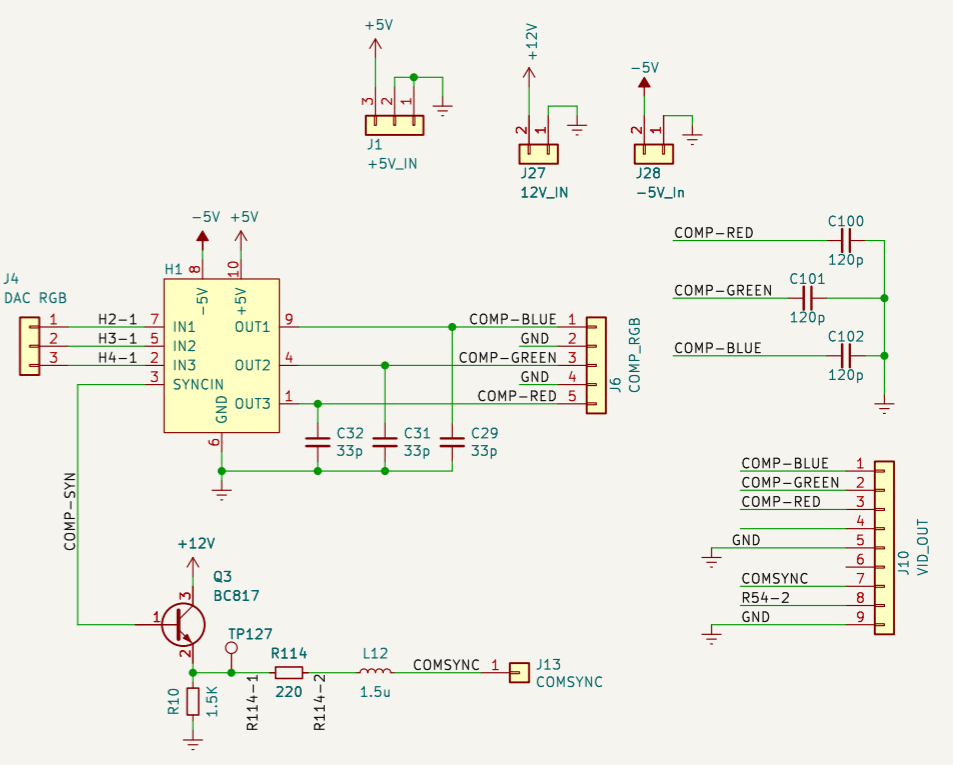 +5V
3
2
1
J1
+5V_IN
+12V
2
1
J27
12V_IN
-5V
2
1
J28
-5V_In
COMP-RED
C100
120p
COMP-GREEN
C101
120p
COMP-BLUE
C102
120p
-5V
+5V
8
10
H1
-5V
+5V
J4
DAC RGB
1
H2-1
7
IN1
2
H3-1
5
IN2
3
H4-1
2
IN3
3
SYNCIN
GND
6
OUT1
9
OUT2
4
OUT3
1
COMP-BLUE
1
GND
2
COMP-GREEN
3
GND
4
COMP-RED
5
J6
COMP_RGB
C32
33p
C31
33p
C29
33p
COMP-SYN
+12V
Q3
BC817
3
1
2
TP127
R10
1.5K
R114-1
R114
220
R114-2
L12
1.5u
COMSYNC
1
J13
COMSYNC
COMP-BLUE
1
COMP-GREEN
2
COMP-RED
3
4
GND
5
6
COMSYNC
7
R54-2
8
GND
9
J10
VID_OUT